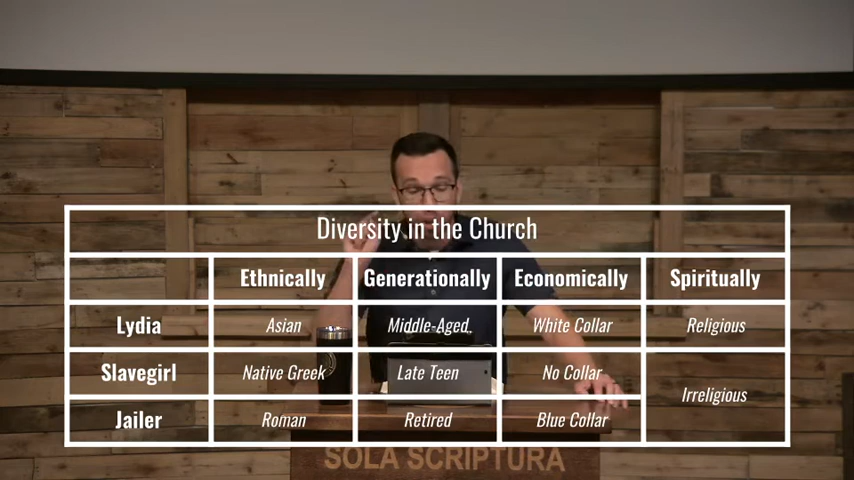 Diversity in the Church
Ethnically Generationally Economically Spiritually
Lydia Asian Middle-Aged White Collar Religious
Slavegirl Native Greek Late Teen No Collar Irreligious
Jailer Roman Retired Blue Collar
SOLA SCRIPTURA